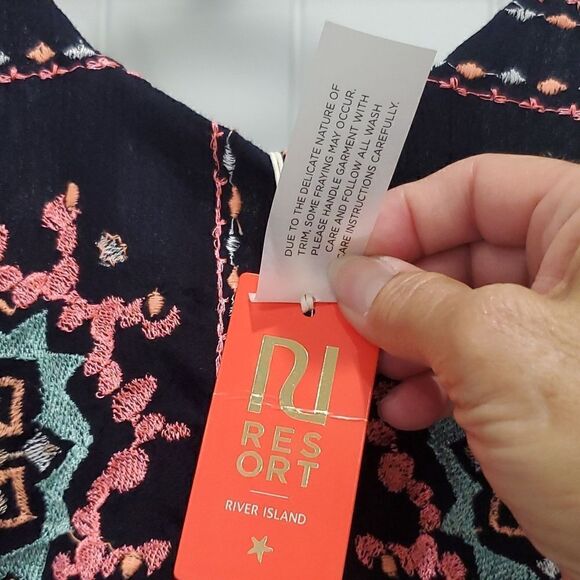 DUE TO THE DELICATE NATURE OF
TRIM, SOME FRAYING MAY OCCUR.
PLEASE HANDLE GARMENT WITH
CARE AND FOLLOW ALL WASH
CARE INSTRUCTIONS CAREFULLY.
RI
RES
ORT
RIVER ISLAND